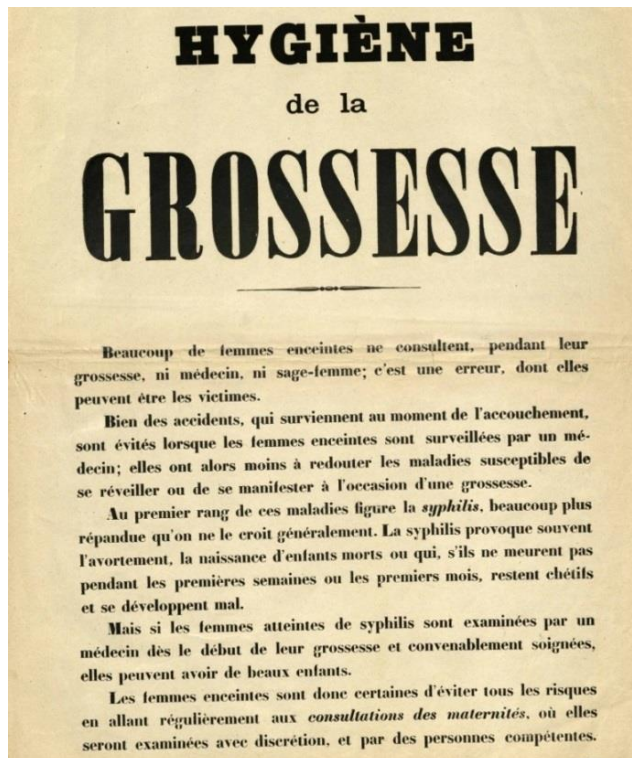 HYGIÈNE
de la
GROSSESSE
Beaucoup de femmes enceintes ne consultent, pendant leur
grossesse, ni médecin, ni sage-femme; c'est une erreur, dont elles
peuvent être les victimes.
Bien des accidents, qui surviennent au moment de l'accouchement,
sont évités lorsque les femmes enceintes sont surveillées par un mé-
decin; elles ont alors moins à redouter les maladies susceptibles de
se réveiller ou de se manifester à l'occasion d'une grossesse.
Au premier rang de ces maladies figure la syphilis, beaucoup plus
répandue qu'on ne le croit généralement. La syphilis provoque souvent
l'avortement, la naissance d'enfants morts ou qui, s'ils ne meurent pas
pendant les premières semaines ou les premiers mois, restent chétifs
et se développent mal.
Mais si les femmes atteintes de syphilis sont examinées par un
médecin dès le début de leur grossesse et convenablement soignées,
elles peuvent avoir de beaux enfants.
Les femmes enceintes sont donc certaines d'éviter tous les risques
en allant régulièrement aux consultations des maternités, où elles
seront examinées avec discrétion, et par des personnes compétentes.